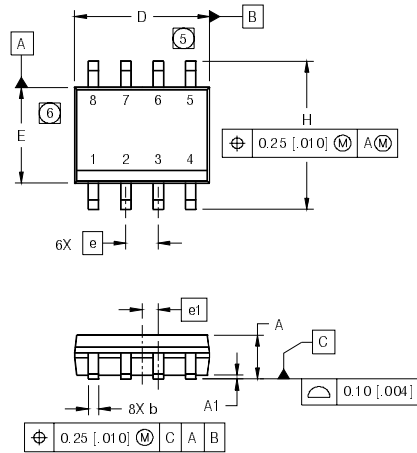 D
5
B
A
8 7 6 5
6
E
H
1 2 3 4
⌖ 0.25 [.010] Ⓜ A Ⓜ
6X e
e1
A
C
A1
⌓ 0.10 [.004]
8X b
⌖ 0.25 [.010] Ⓜ C A B